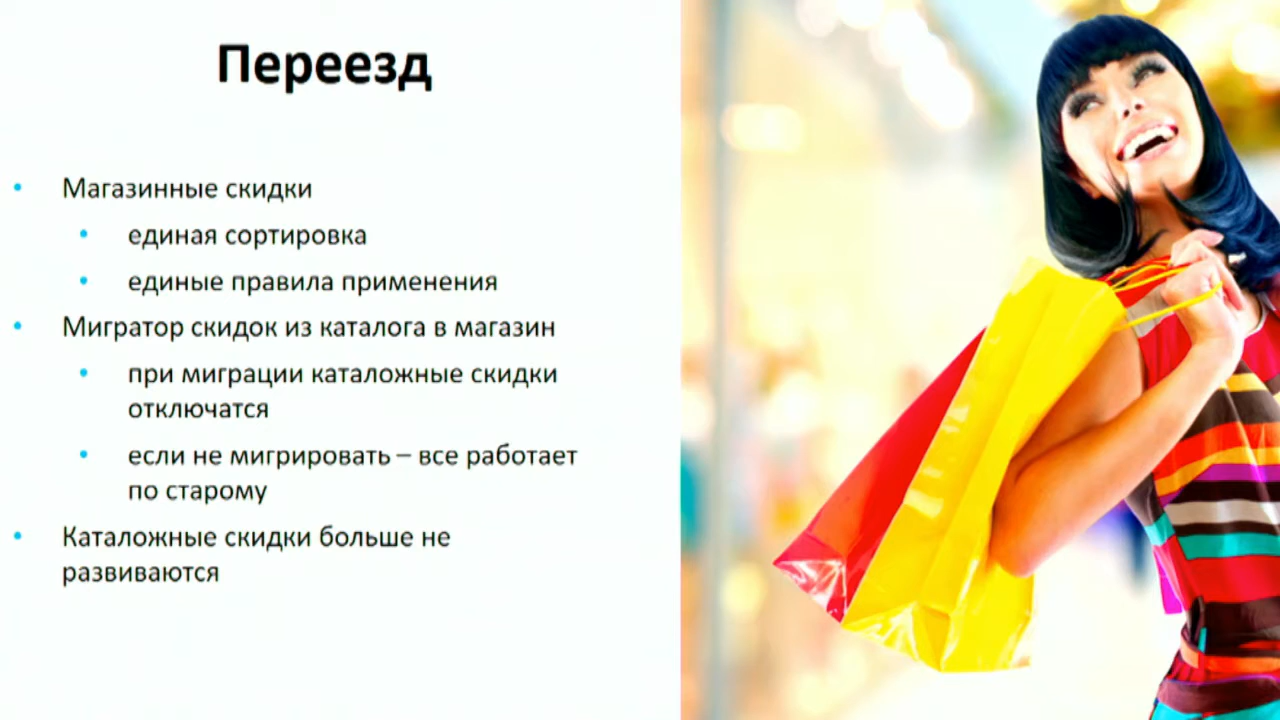 Переезд
Магазинные скидки
единая сортировка
единые правила применения
Мигратор скидок из каталога в магазин
при миграции каталожные скидки
отключатся
если не мигрировать – все работает
по старому
Каталожные скидки больше не
развиваются